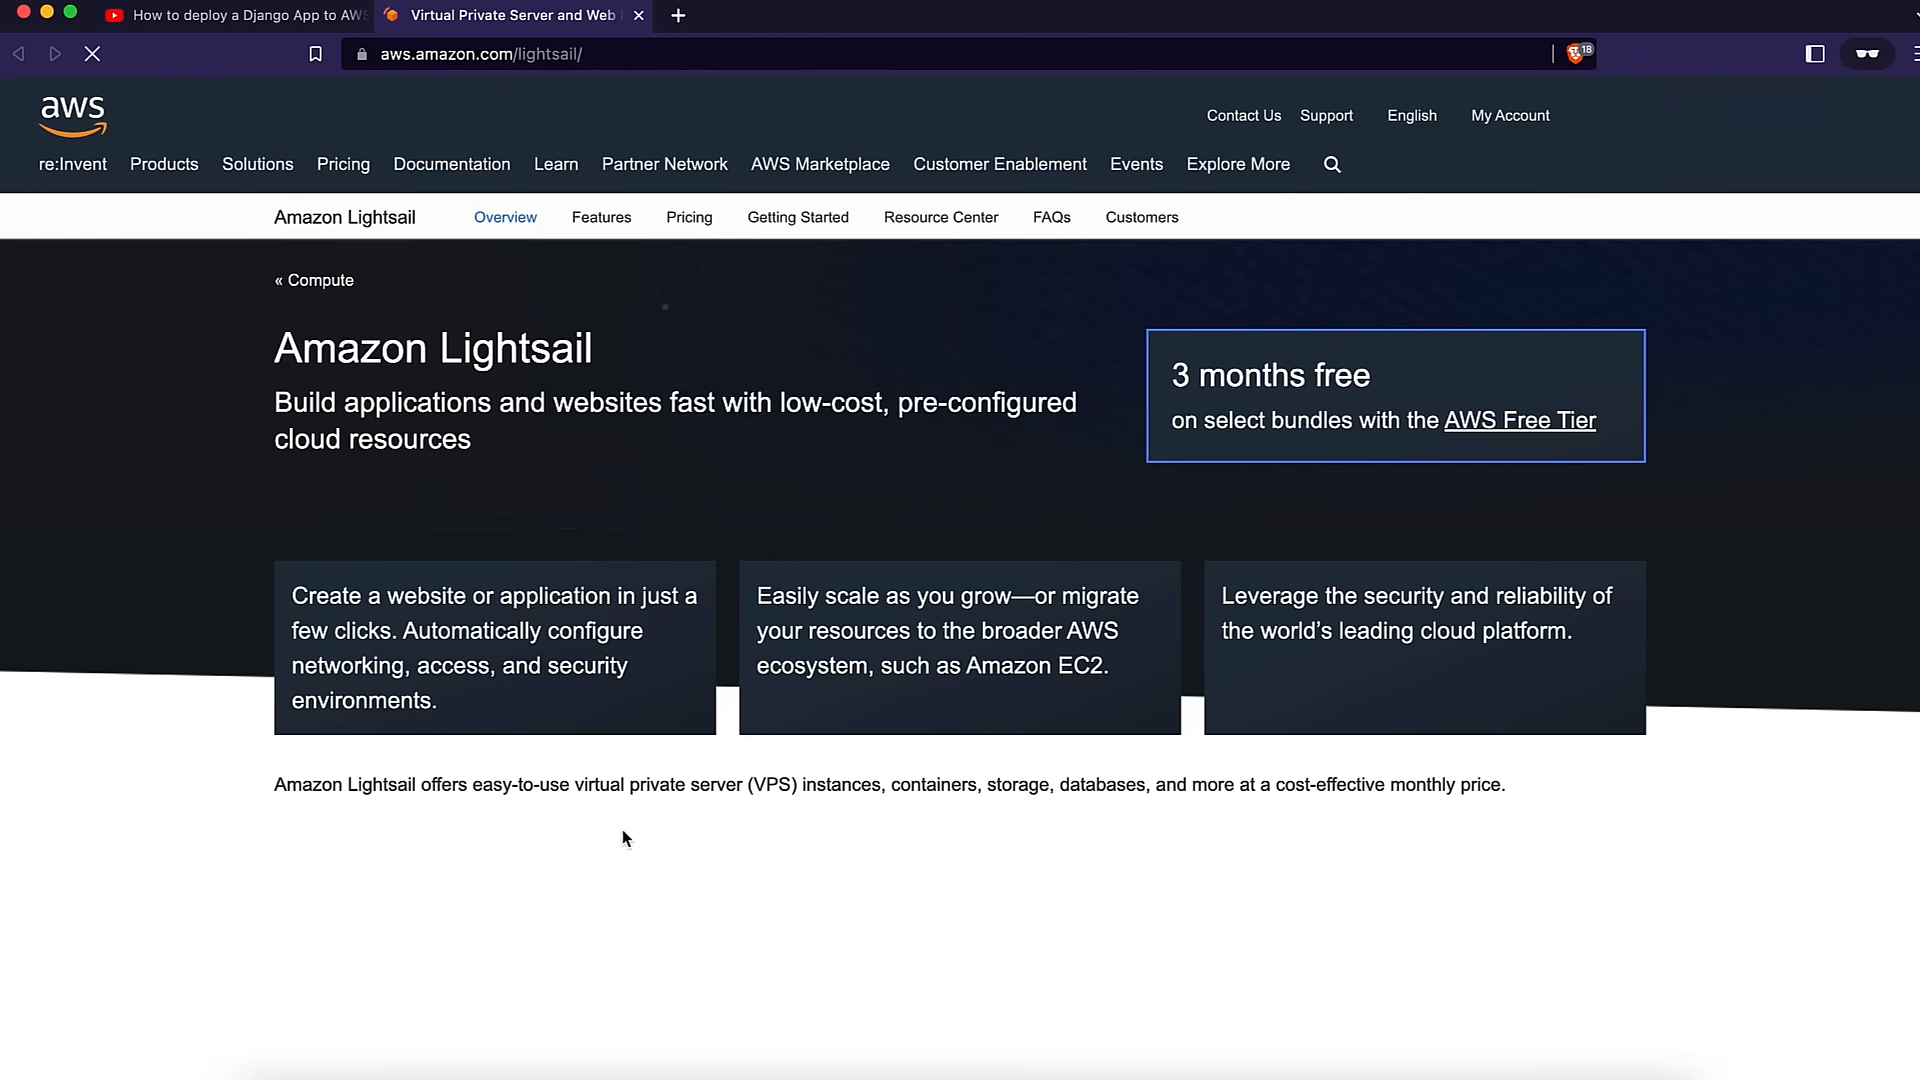 How to deploy a Django App to AWS
Virtual Private Server and Web
aws.amazon.com/lightsail/
18
aws
Contact Us Support English My Account
re:Invent Products Solutions Pricing Documentation Learn Partner Network AWS Marketplace Customer Enablement Events Explore More
Amazon Lightsail Overview Features Pricing Getting Started Resource Center FAQs Customers
« Compute
Amazon Lightsail
Build applications and websites fast with low-cost, pre-configured
cloud resources
3 months free
on select bundles with the AWS Free Tier
Create a website or application in just a
few clicks. Automatically configure
networking, access, and security
environments.
Easily scale as you grow—or migrate
your resources to the broader AWS
ecosystem, such as Amazon EC2.
Leverage the security and reliability of
the world’s leading cloud platform.
Amazon Lightsail offers easy-to-use virtual private server (VPS) instances, containers, storage, databases, and more at a cost-effective monthly price.